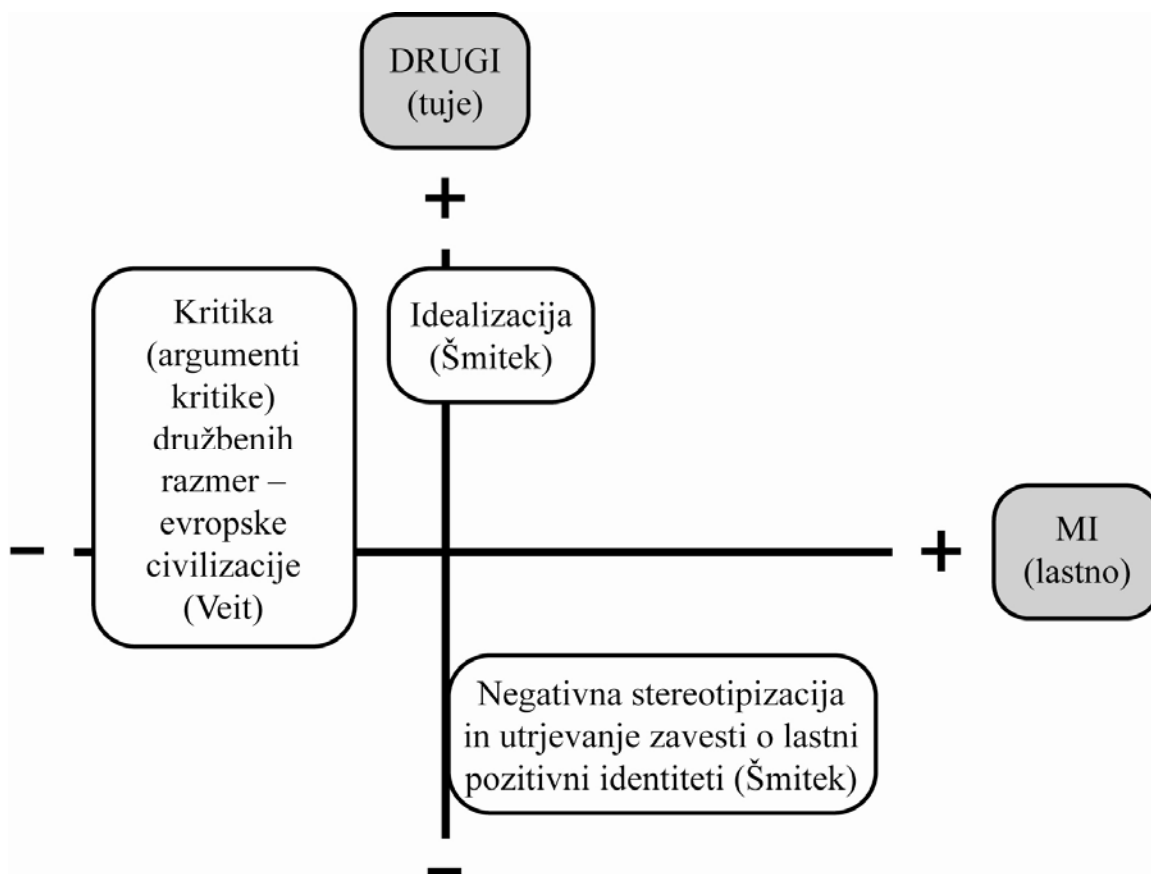 DRUGI
(tuje)
+
Kritika
(argumenti
kritike)
družbenih
razmer –
evropske
civilizacije
(Veit)
Idealizacija
(Šmitek)
–
+
MI
(lastno)
Negativna stereotipizacija
in utrjevanje zavesti o lastni
pozitivni identiteti (Šmitek)
–